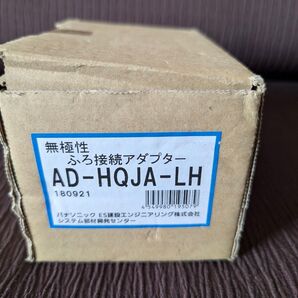 無極性
ふろ接続アダプター
AD-HQJA-LH
180921
4549980193079
パナソニック ES建設エンジニアリング株式会社
システム部材開発センター